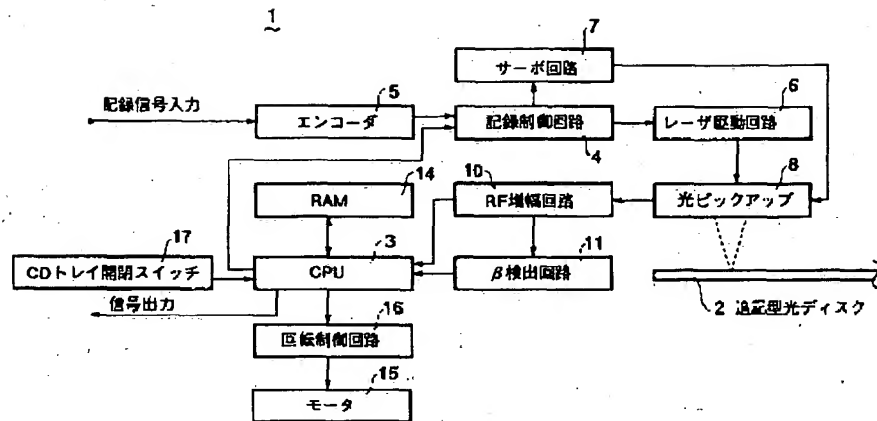 1
7
サーボ回路
記録信号入力
5
エンコーダ
記録制御回路
4
6
レーザ駆動回路
14
RAM
10
RF増幅回路
8
光ピックアップ
17
CDトレイ開閉スイッチ
3
CPU
11
β検出回路
信号出力
2 追記型光ディスク
16
回転制御回路
15
モータ